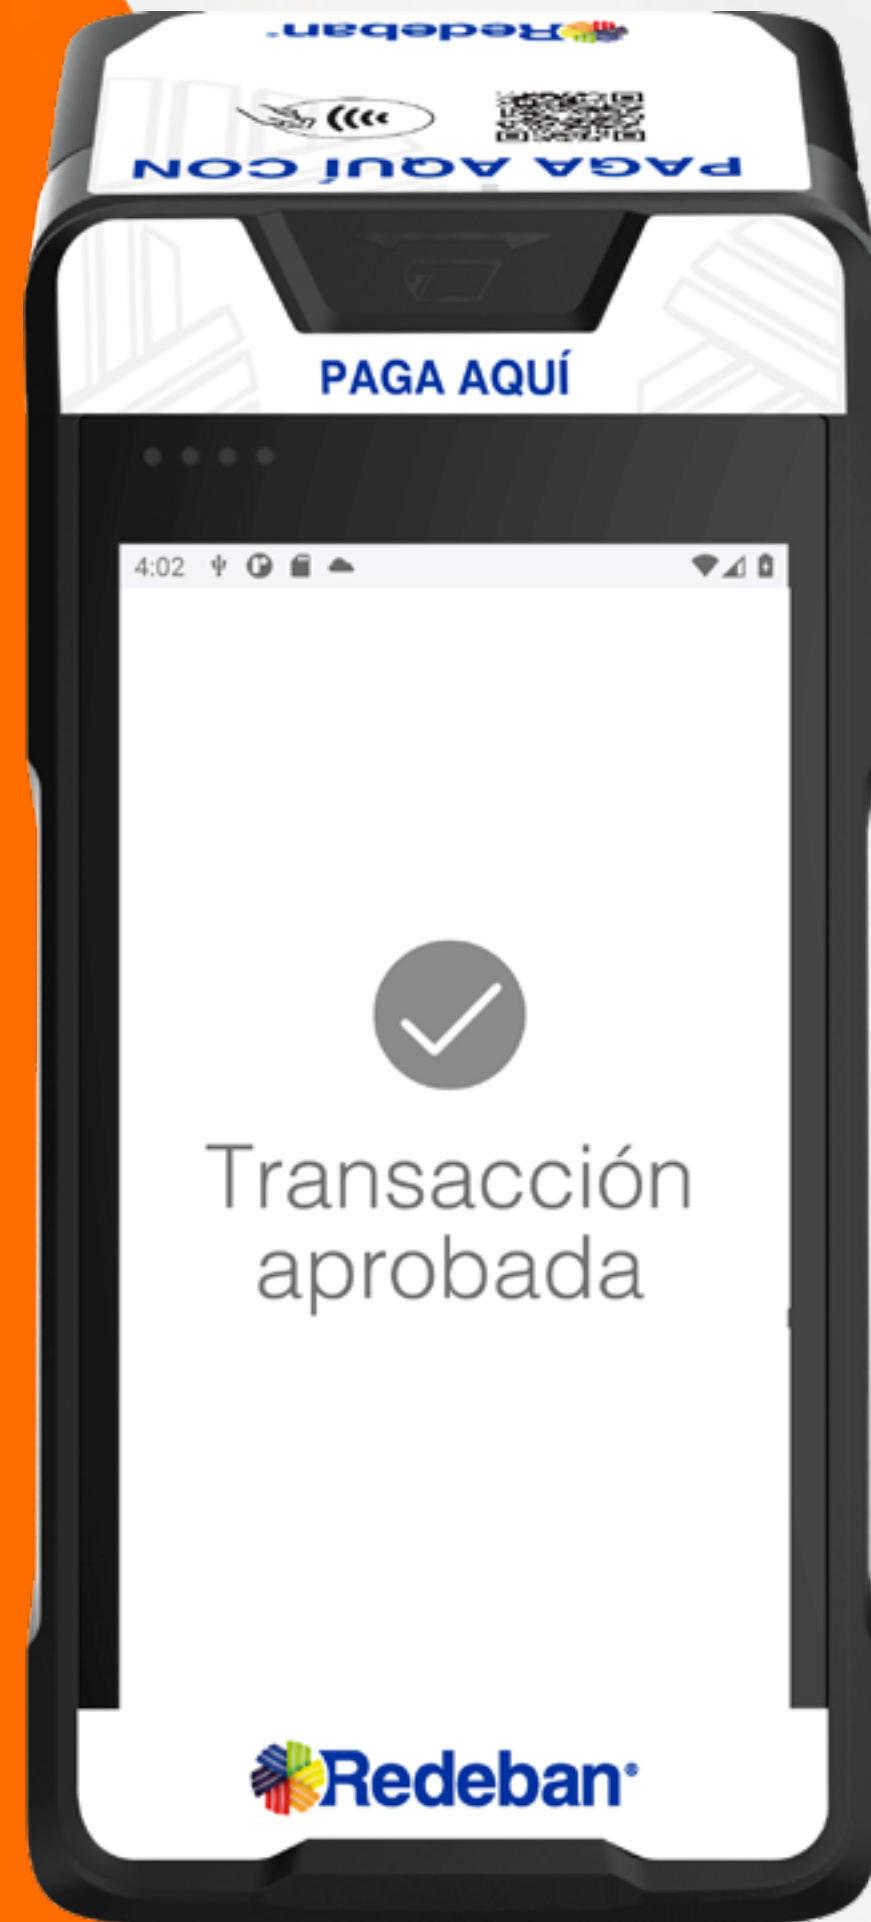 Redeban
PAGA AQUÍ CON
PAGA AQUÍ
4:02
Transacción
aprobada
Redeban